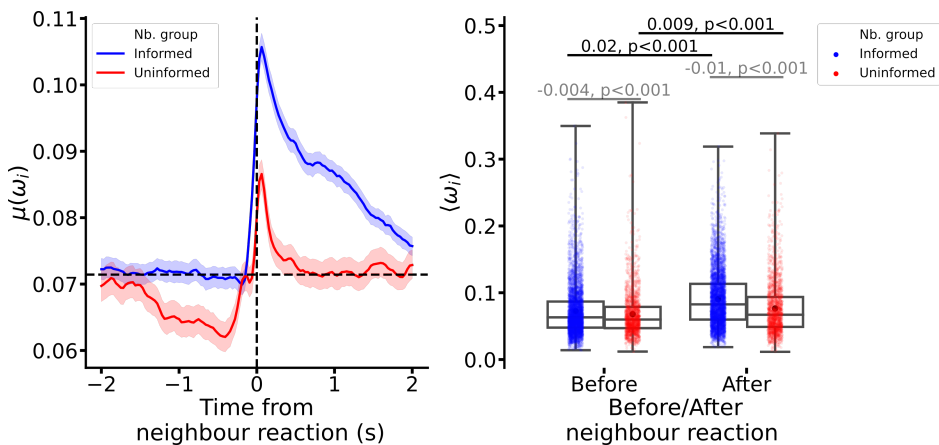 0.11
0.10
0.09
0.08
0.07
0.06
μ(ωᵢ)
Nb. group
Informed
Uninformed
−2
−1
0
1
2
Time from
neighbour reaction (s)
0.5
0.4
0.3
0.2
0.1
0.0
⟨ωᵢ⟩
0.009, p<0.001
0.02, p<0.001
-0.01, p<0.001
-0.004, p<0.001
Nb. group
Informed
Uninformed
Before
After
Before/After
neighbour reaction